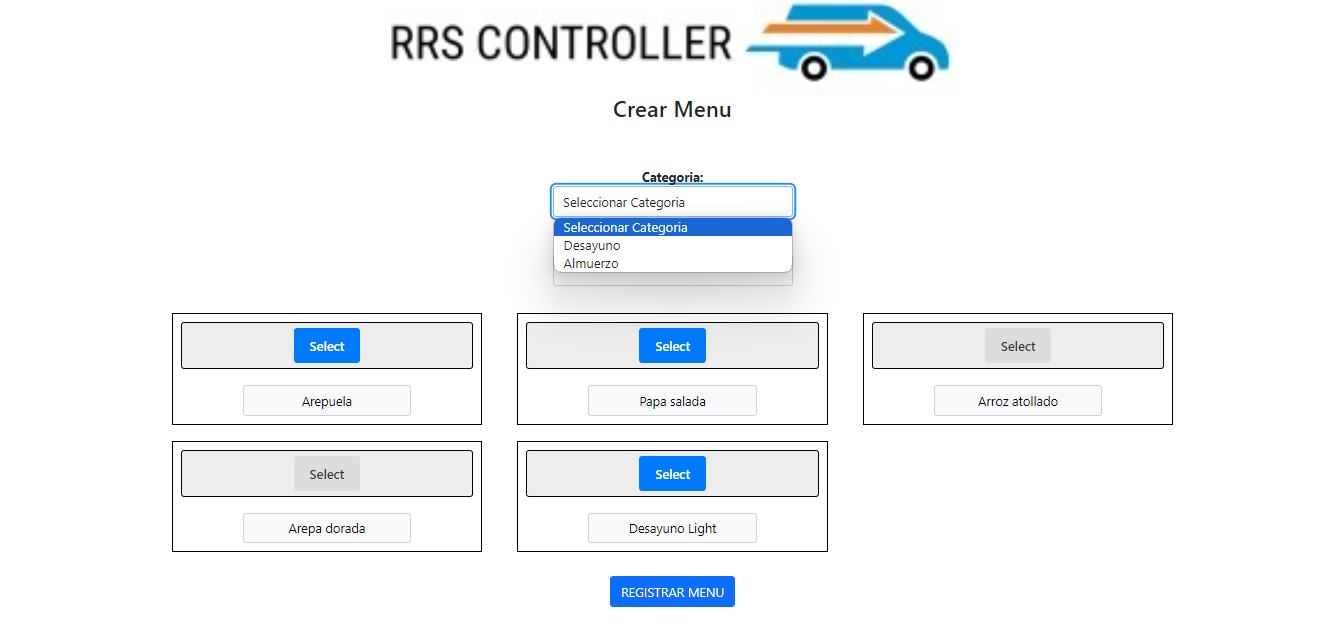 RRS CONTROLLER
Crear Menu
Categoria:
Seleccionar Categoria
Seleccionar Categoria
Desayuno
Almuerzo
Select
Select
Select
Arepuela
Papa salada
Arroz atollado
Select
Select
Arepa dorada
Desayuno Light
REGISTRAR MENU